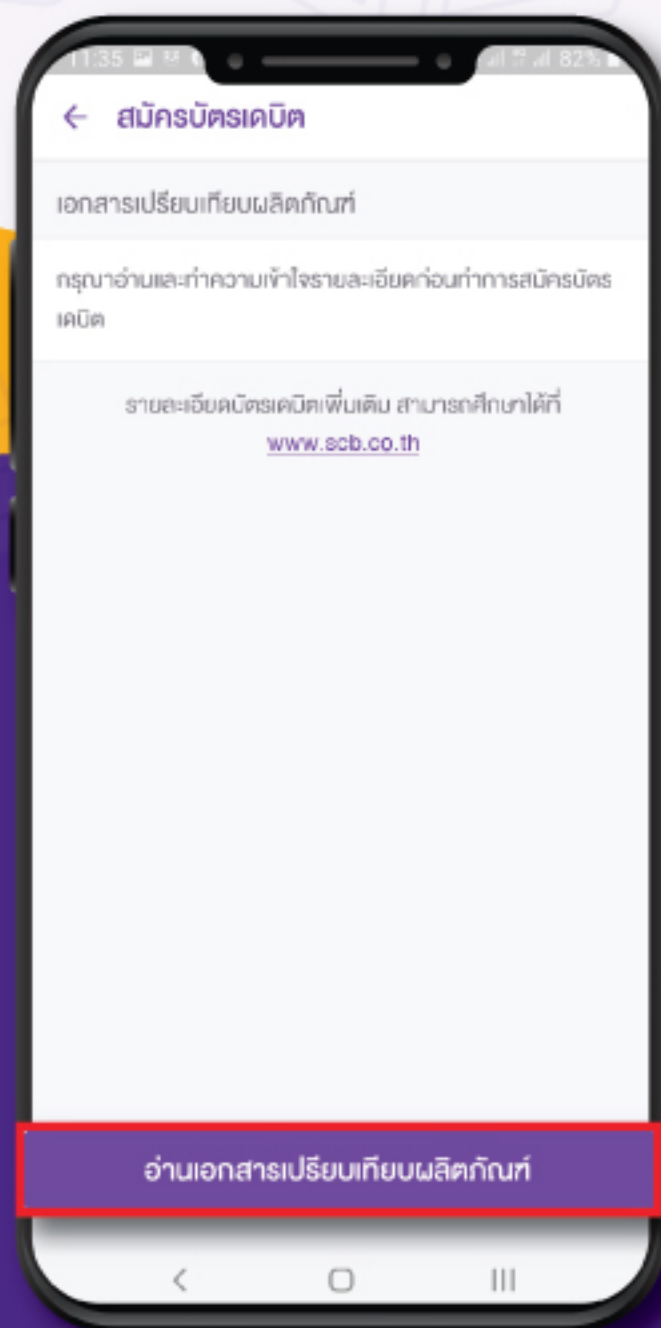 11:35 82%
← สมัครบัตรเดบิต
เอกสารเปรียบเทียบผลิตภัณฑ์
กรุณาอ่านและทำความเข้าใจรายละเอียดก่อนทำการสมัครบัตร
เดบิต
รายละเอียดบัตรเดบิตเพิ่มเติม สามารถศึกษาได้ที่
www.scb.co.th
อ่านเอกสารเปรียบเทียบผลิตภัณฑ์